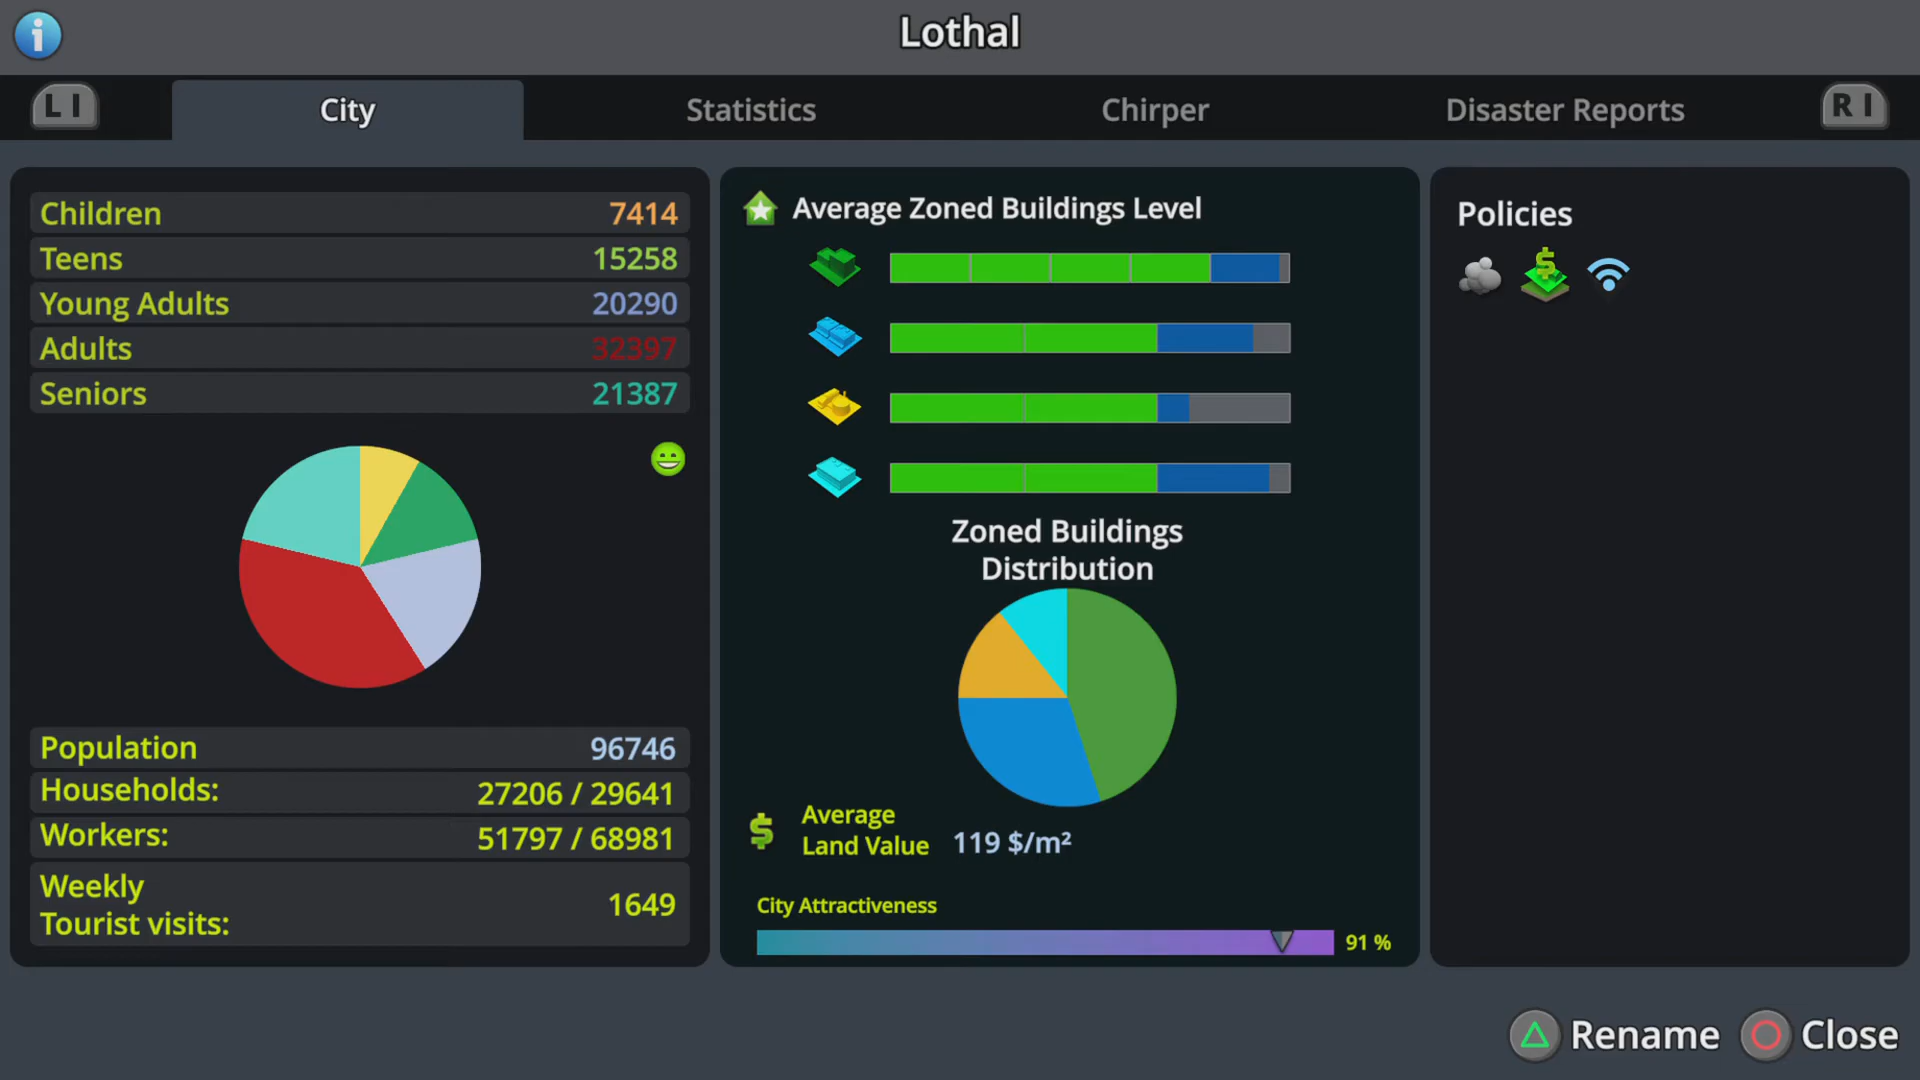 Lothal
L1
City
Statistics
Chirper
Disaster Reports
R1
Children 7414
Teens 15258
Young Adults 20290
Adults 32397
Seniors 21387
Population 96746
Households: 27206 / 29641
Workers: 51797 / 68981
Weekly
Tourist visits: 1649
Average Zoned Buildings Level
Zoned Buildings
Distribution
Average
Land Value 119 $/m²
City Attractiveness
91 %
Policies
Rename
Close